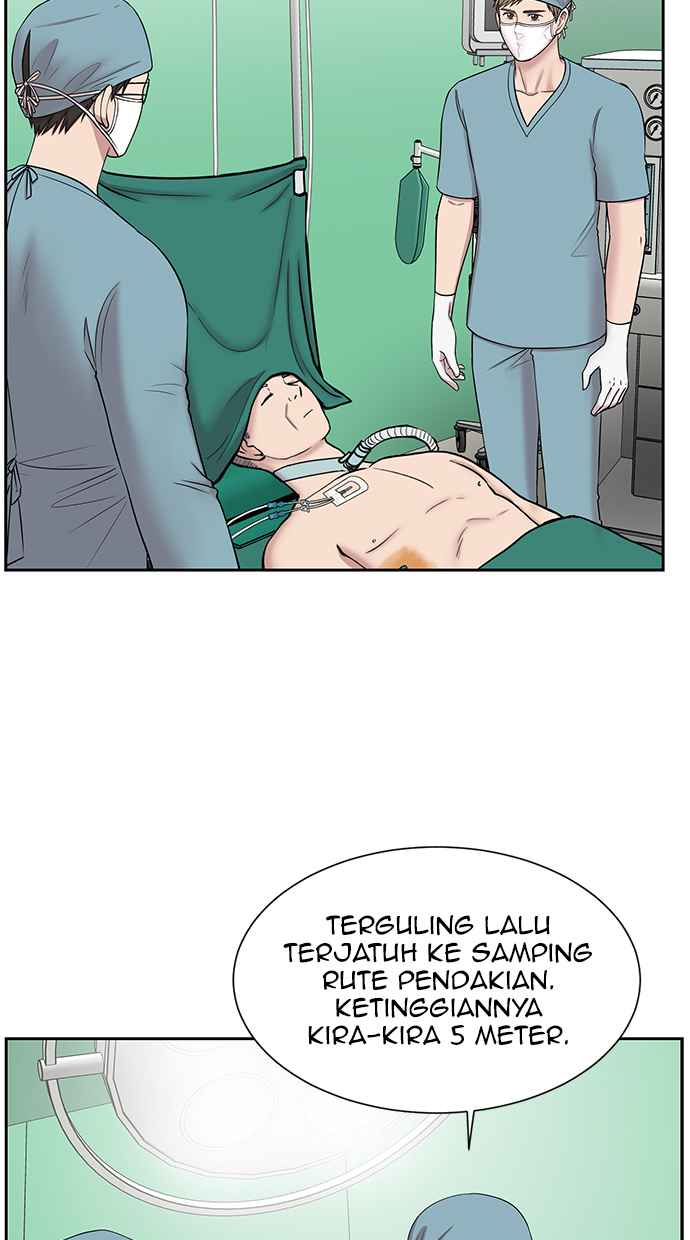 TERGULING LALU
TERJATUH KE SAMPING
RUTE PENDAKIAN.
KETINGGIANNYA
KIRA-KIRA 5 METER.